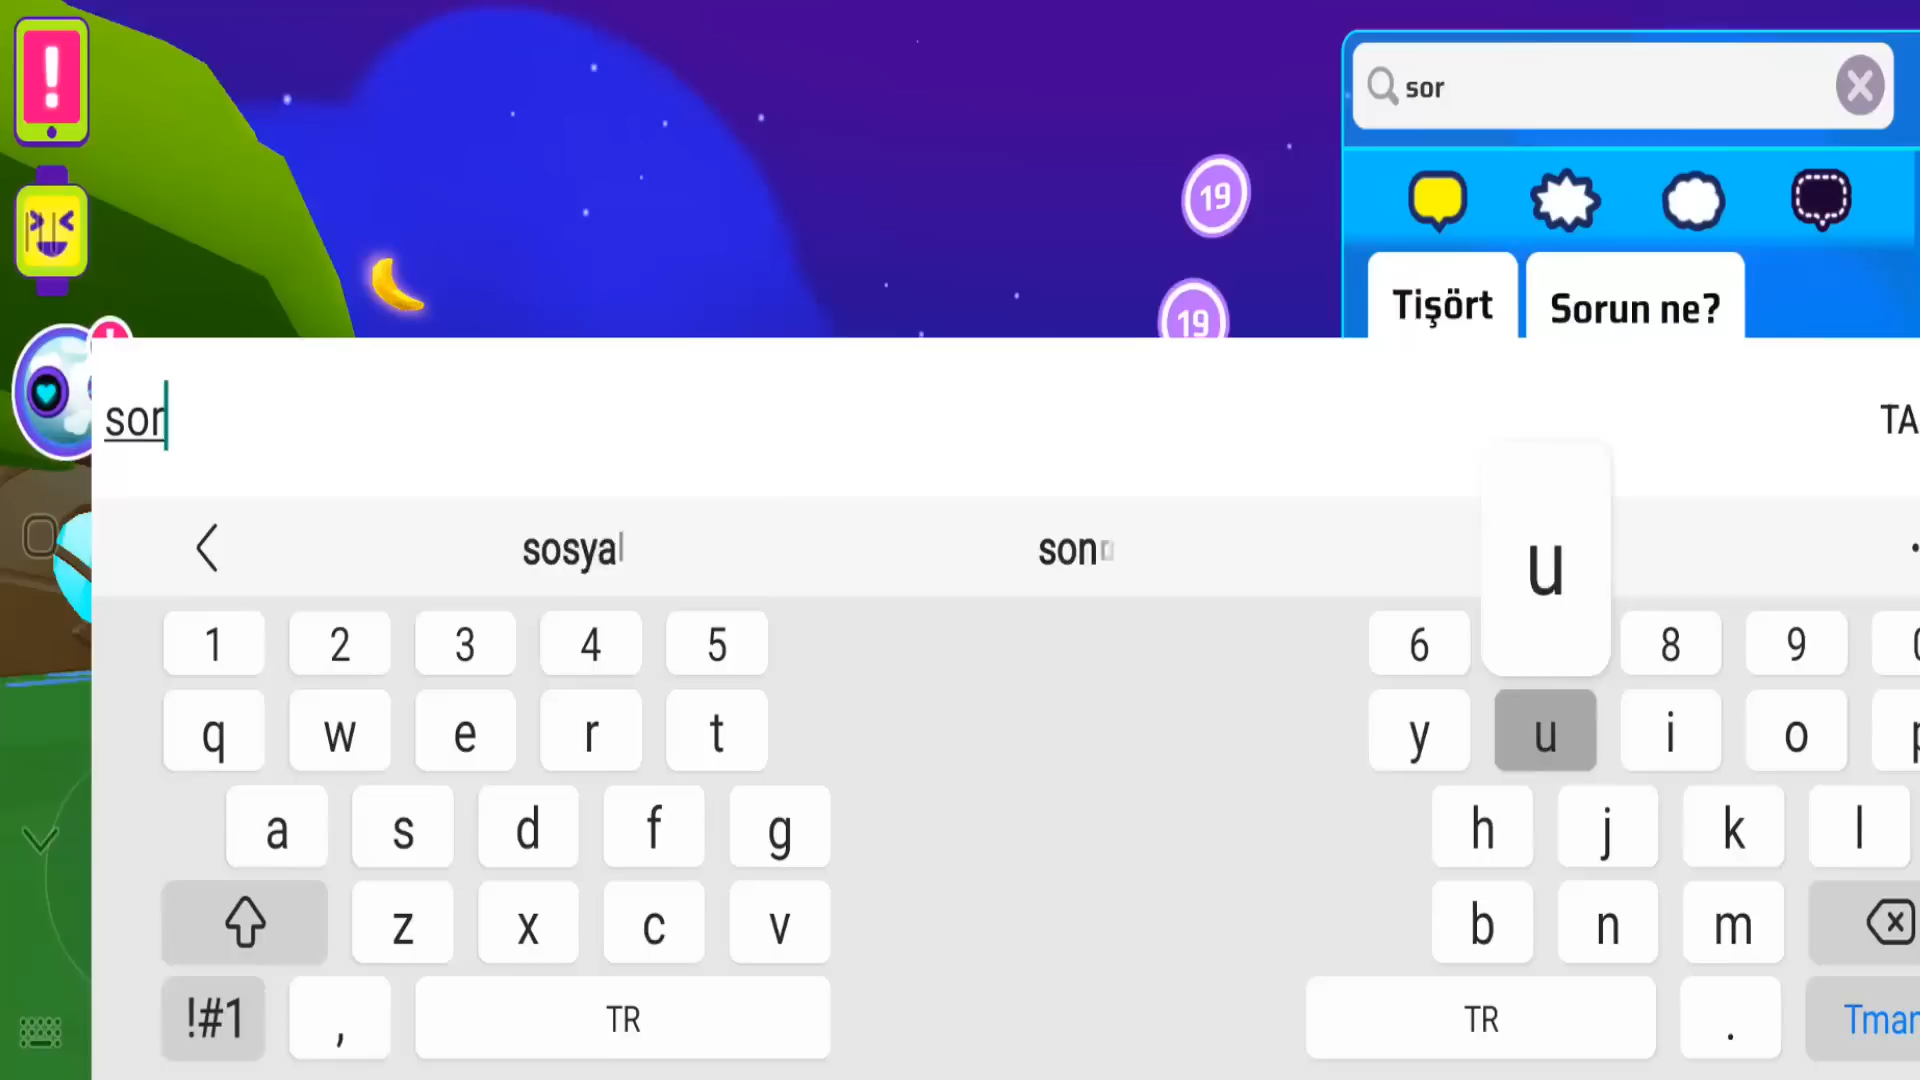 sor
19
19
Tişört Sorun ne?
sor
TA
sosyal son
u
1 2 3 4 5 6 8 9
q w e r t y u i o p
a s d f g h j k l
z x c v b n m
!#1 , TR TR . Tmam